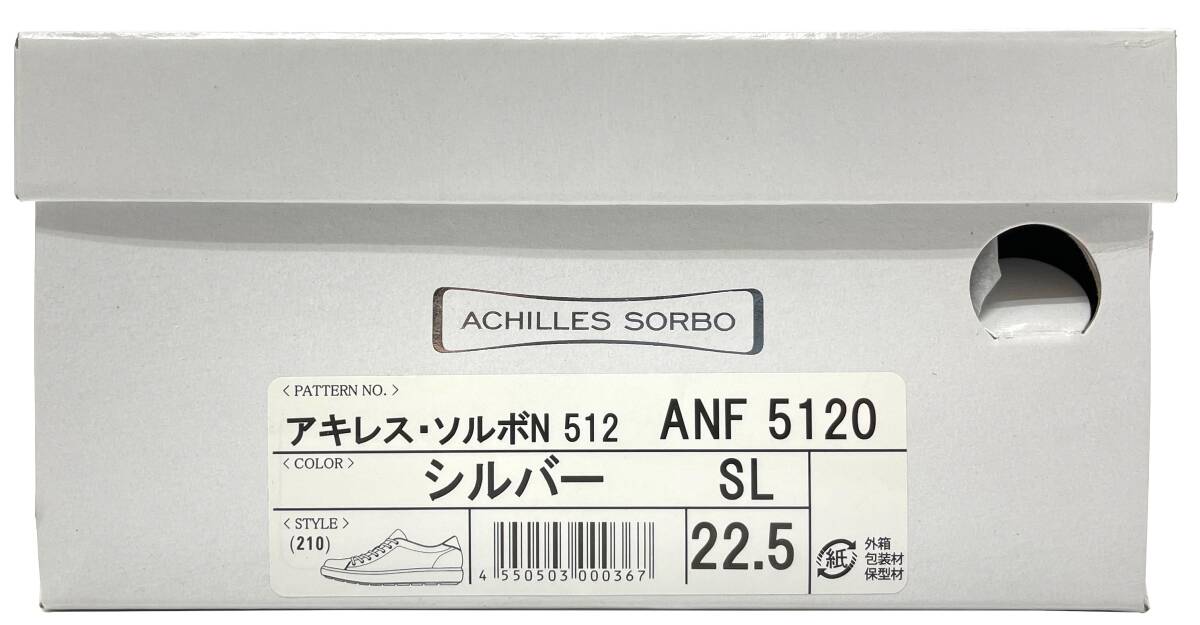 ACHILLES SORBO
〈 PATTERN NO. 〉
アキレス・ソルボN 512 ANF 5120
〈 COLOR 〉
シルバー SL
〈 STYLE 〉
(210)
4 550503 000367
22.5
紙
外箱
包装材
保型材